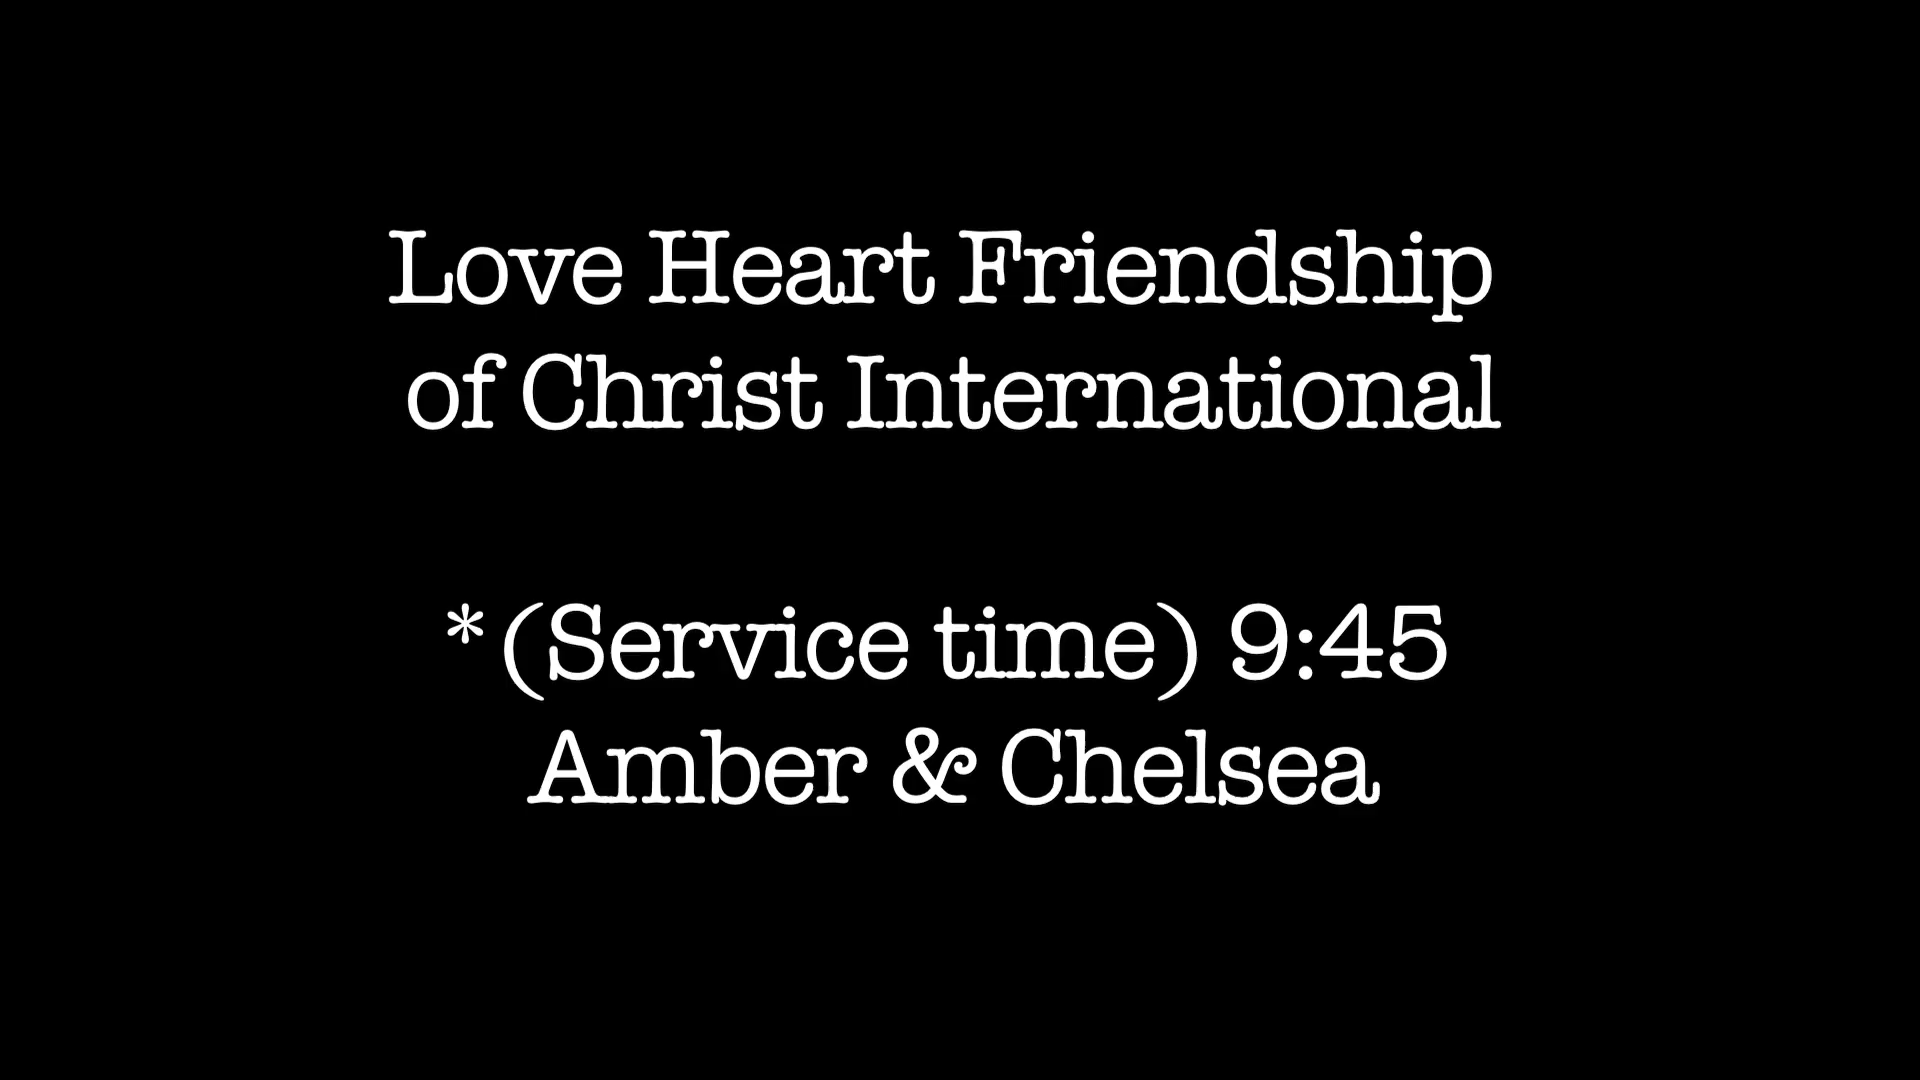 Love Heart Friendship
of Christ International
*(Service time) 9:45
Amber & Chelsea